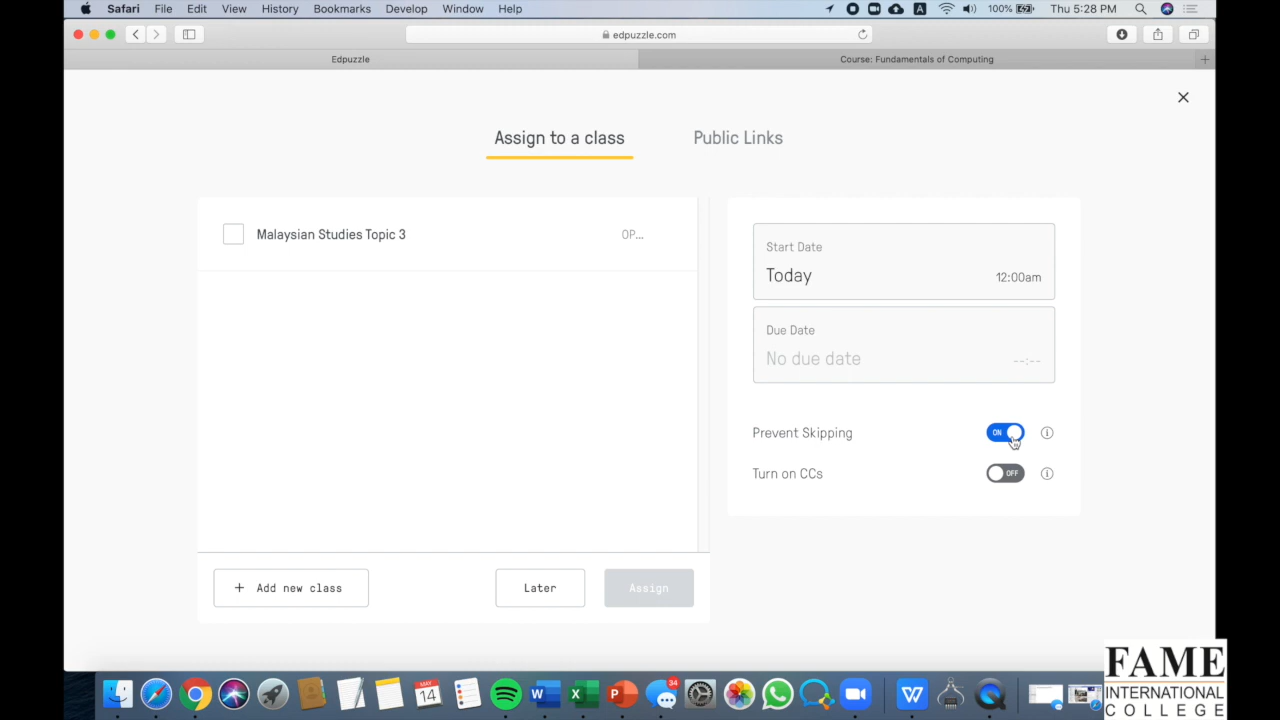 Safari File Edit View History Bookmarks Develop Window Help A 100% Thu 5:28 PM
edpuzzle.com
Edpuzzle Course: Fundamentals of Computing +
Assign to a class Public Links
Malaysian Studies Topic 3 OP...
Start Date
Today 12:00am
Due Date
No due date --:--
Prevent Skipping ON
Turn on CCs OFF
+ Add new class Later Assign
34
MAY
14
W X P W
FAME
INTERNATIONAL
COLLEGE